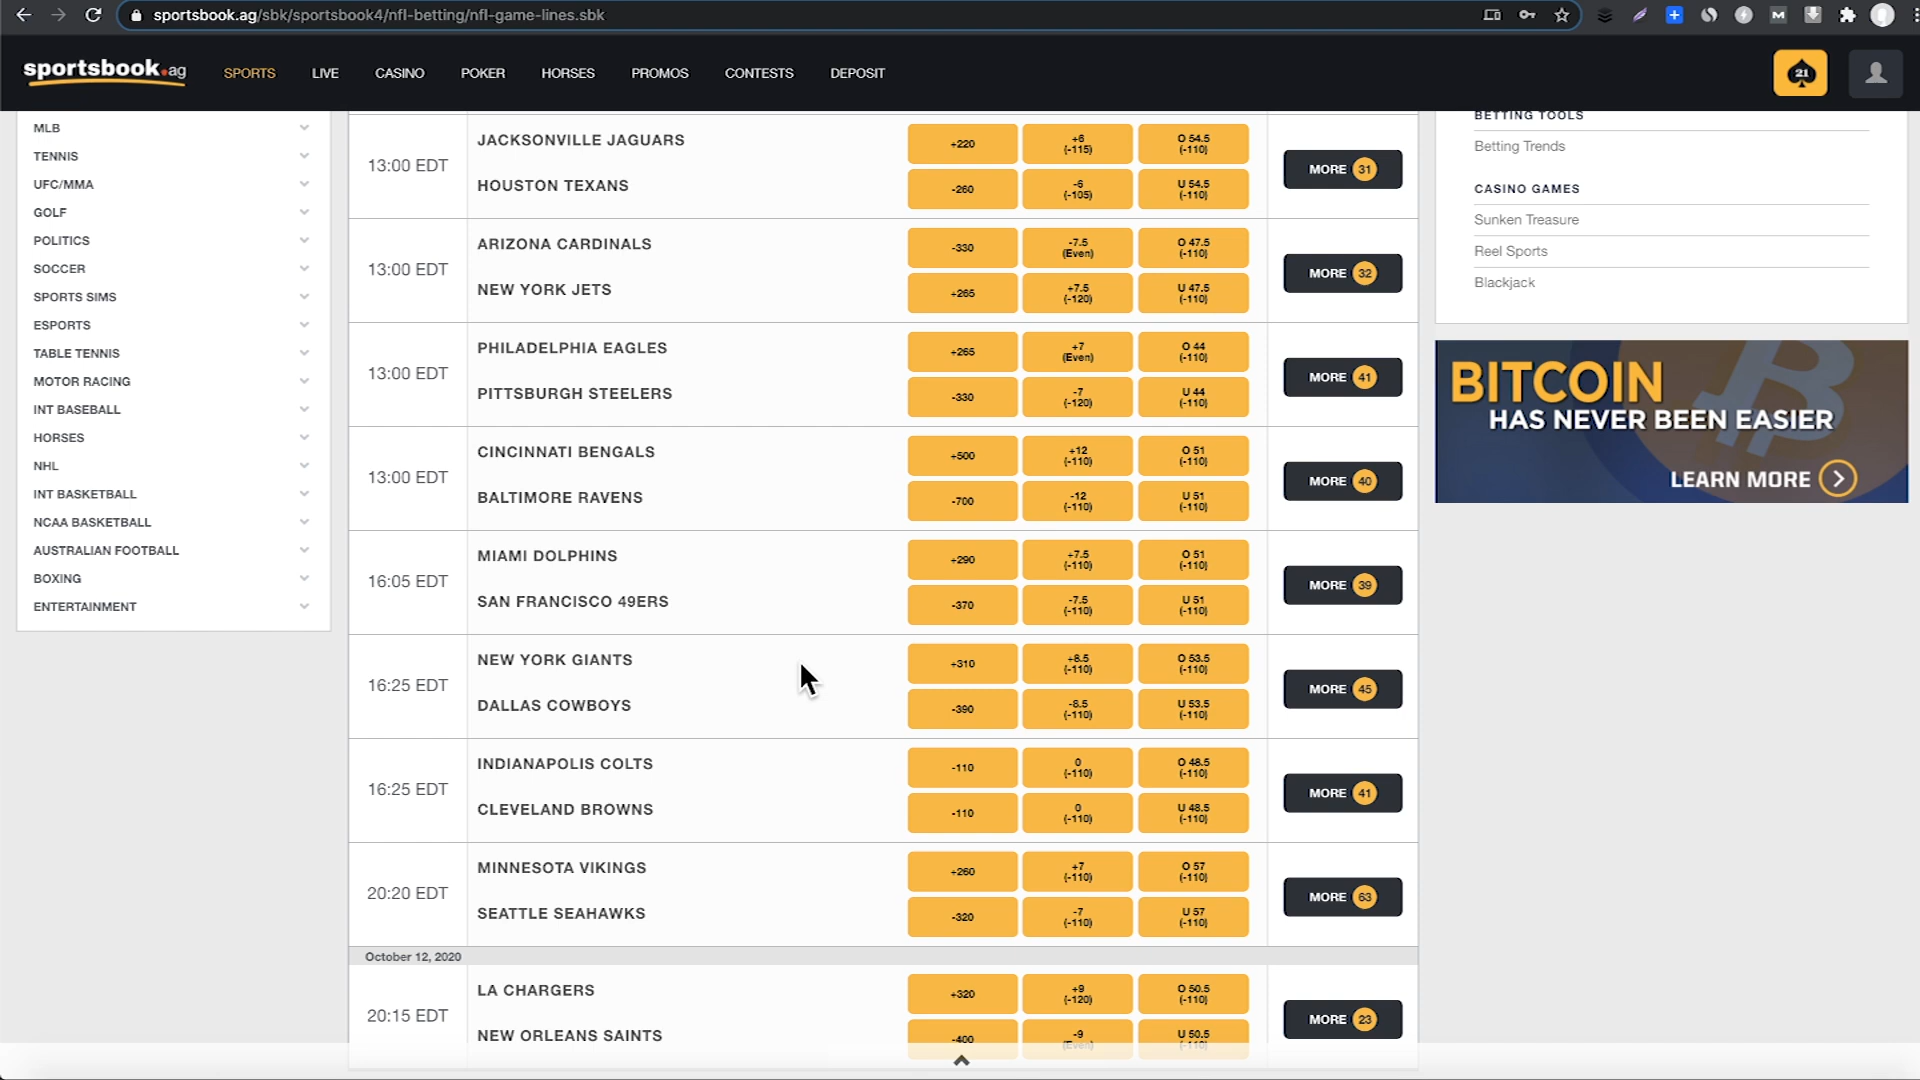 sportsbook.ag/sbk/sportsbook4/nfl-betting/nfl-game-lines.sbk
sportsbook.ag
SPORTS
LIVE
CASINO
POKER
HORSES
PROMOS
CONTESTS
DEPOSIT
21
MLB
TENNIS
UFC/MMA
GOLF
POLITICS
SOCCER
SPORTS SIMS
ESPORTS
TABLE TENNIS
MOTOR RACING
INT BASEBALL
HORSES
NHL
INT BASKETBALL
NCAA BASKETBALL
AUSTRALIAN FOOTBALL
BOXING
ENTERTAINMENT
13:00 EDT
JACKSONVILLE JAGUARS
+220
+6
(-115)
O 54.5
(-110)
HOUSTON TEXANS
-260
-6
(-105)
U 54.5
(-110)
MORE 31
13:00 EDT
ARIZONA CARDINALS
-330
-7.5
(Even)
O 47.5
(-110)
NEW YORK JETS
+265
+7.5
(-120)
U 47.5
(-110)
MORE 32
13:00 EDT
PHILADELPHIA EAGLES
+265
+7
(Even)
O 44
(-110)
PITTSBURGH STEELERS
-330
-7
(-120)
U 44
(-110)
MORE 41
13:00 EDT
CINCINNATI BENGALS
+500
+12
(-110)
O 51
(-110)
BALTIMORE RAVENS
-700
-12
(-110)
U 51
(-110)
MORE 40
16:05 EDT
MIAMI DOLPHINS
+290
+7.5
(-110)
O 51
(-110)
SAN FRANCISCO 49ERS
-370
-7.5
(-110)
U 51
(-110)
MORE 39
16:25 EDT
NEW YORK GIANTS
+310
+8.5
(-110)
O 53.5
(-110)
DALLAS COWBOYS
-390
-8.5
(-110)
U 53.5
(-110)
MORE 45
16:25 EDT
INDIANAPOLIS COLTS
-110
0
(-110)
O 48.5
(-110)
CLEVELAND BROWNS
-110
0
(-110)
U 48.5
(-110)
MORE 41
20:20 EDT
MINNESOTA VIKINGS
+260
+7
(-110)
O 57
(-110)
SEATTLE SEAHAWKS
-320
-7
(-110)
U 57
(-110)
MORE 63
October 12, 2020
20:15 EDT
LA CHARGERS
+320
+9
(-120)
O 50.5
(-110)
NEW ORLEANS SAINTS
-400
-9
(Even)
U 50.5
(-110)
MORE 23
BETTING TOOLS
Betting Trends
CASINO GAMES
Sunken Treasure
Reel Sports
Blackjack
BITCOIN
HAS NEVER BEEN EASIER
LEARN MORE